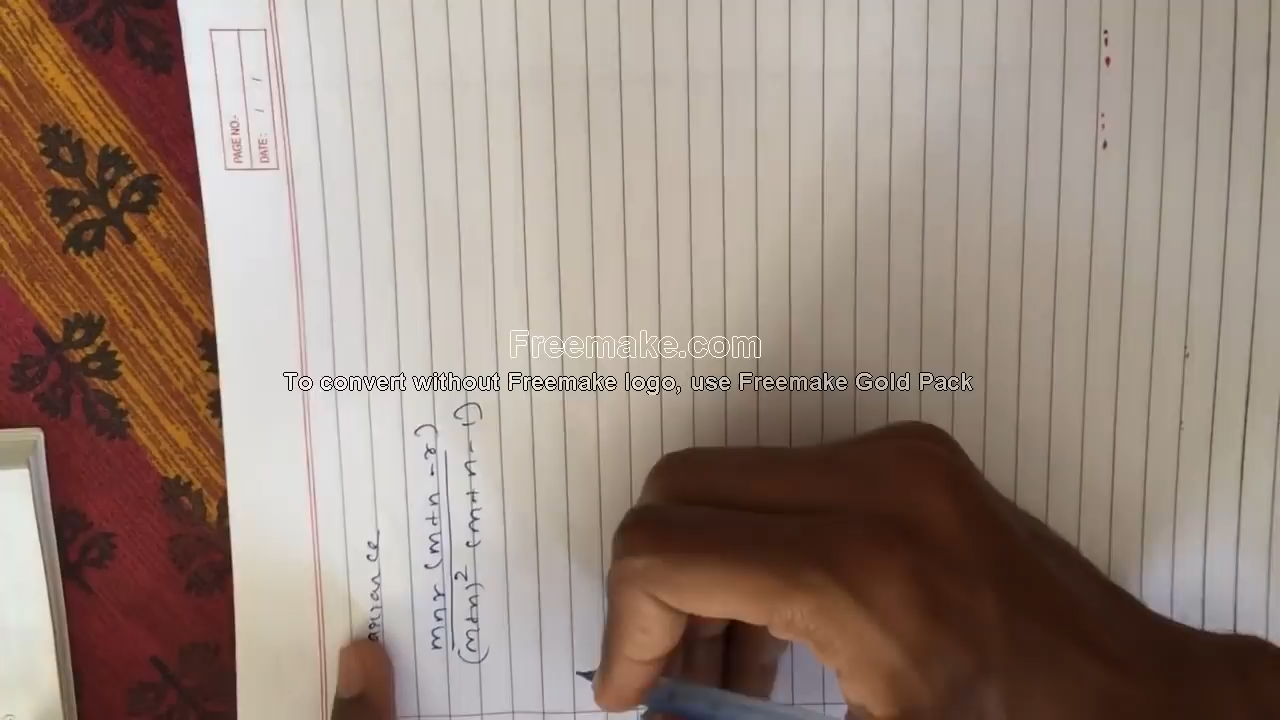 PAGE NO:-
DATE: / /
mnr (m+n-r)
(m+n)² (m+n-1)
Freemake.com
To convert without Freemake logo, use Freemake Gold Pack